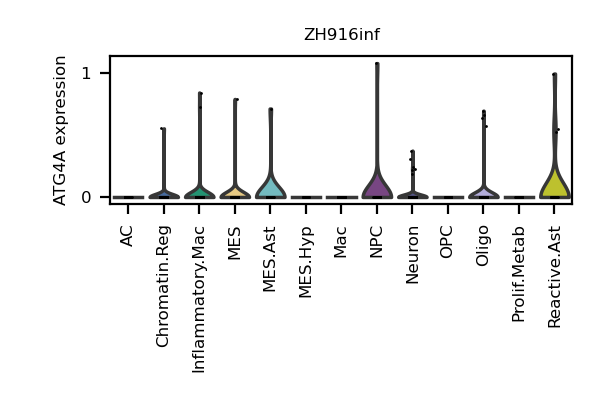 ZH916inf
ATG4A expression
1
0
AC
Chromatin.Reg
Inflammatory.Mac
MES
MES.Ast
MES.Hyp
Mac
NPC
Neuron
OPC
Oligo
Prolif.Metab
Reactive.Ast